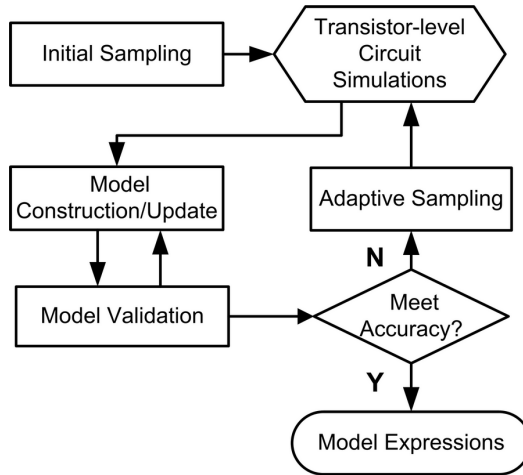 Initial Sampling
Transistor-level
Circuit
Simulations
Model
Construction/Update
Adaptive Sampling
N
Model Validation
Meet
Accuracy?
Y
Model Expressions